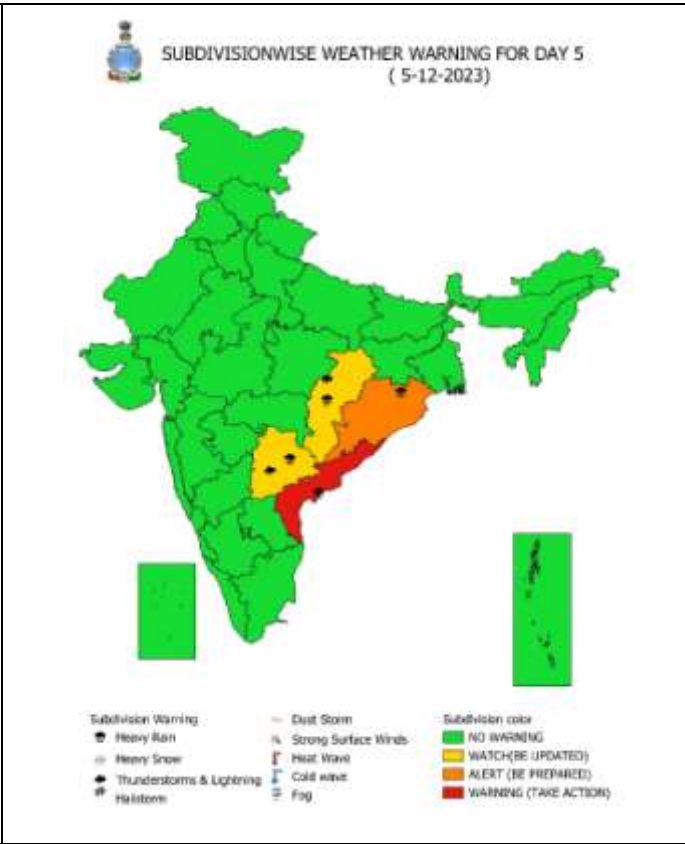 SUBDIVISIONWISE WEATHER WARNING FOR DAY 5
( 5-12-2023)
Subdivision Warning
Heavy Rain
Heavy Snow
Thunderstorms & Lightning
Hailstorm
Dust Storm
Strong Surface Winds
Heat Wave
Cold wave
Fog
Subdivision color
NO WARNING
WATCH(BE UPDATED)
ALERT (BE PREPARED)
WARNING (TAKE ACTION)